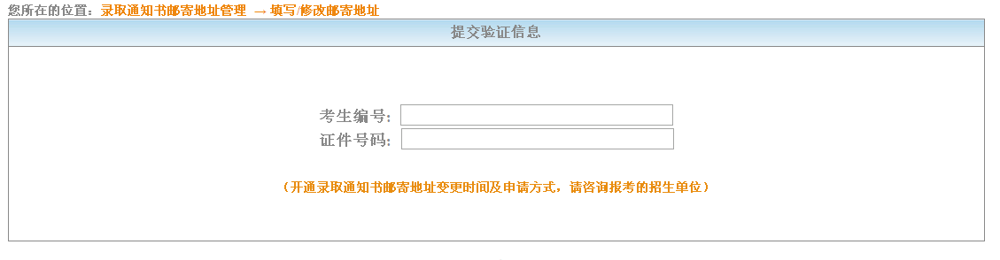 您所在的位置：录取通知书邮寄地址管理 → 填写/修改邮寄地址
提交验证信息
考生编号:
证件号码:
（开通录取通知书邮寄地址变更时间及申请方式，请咨询报考的招生单位）